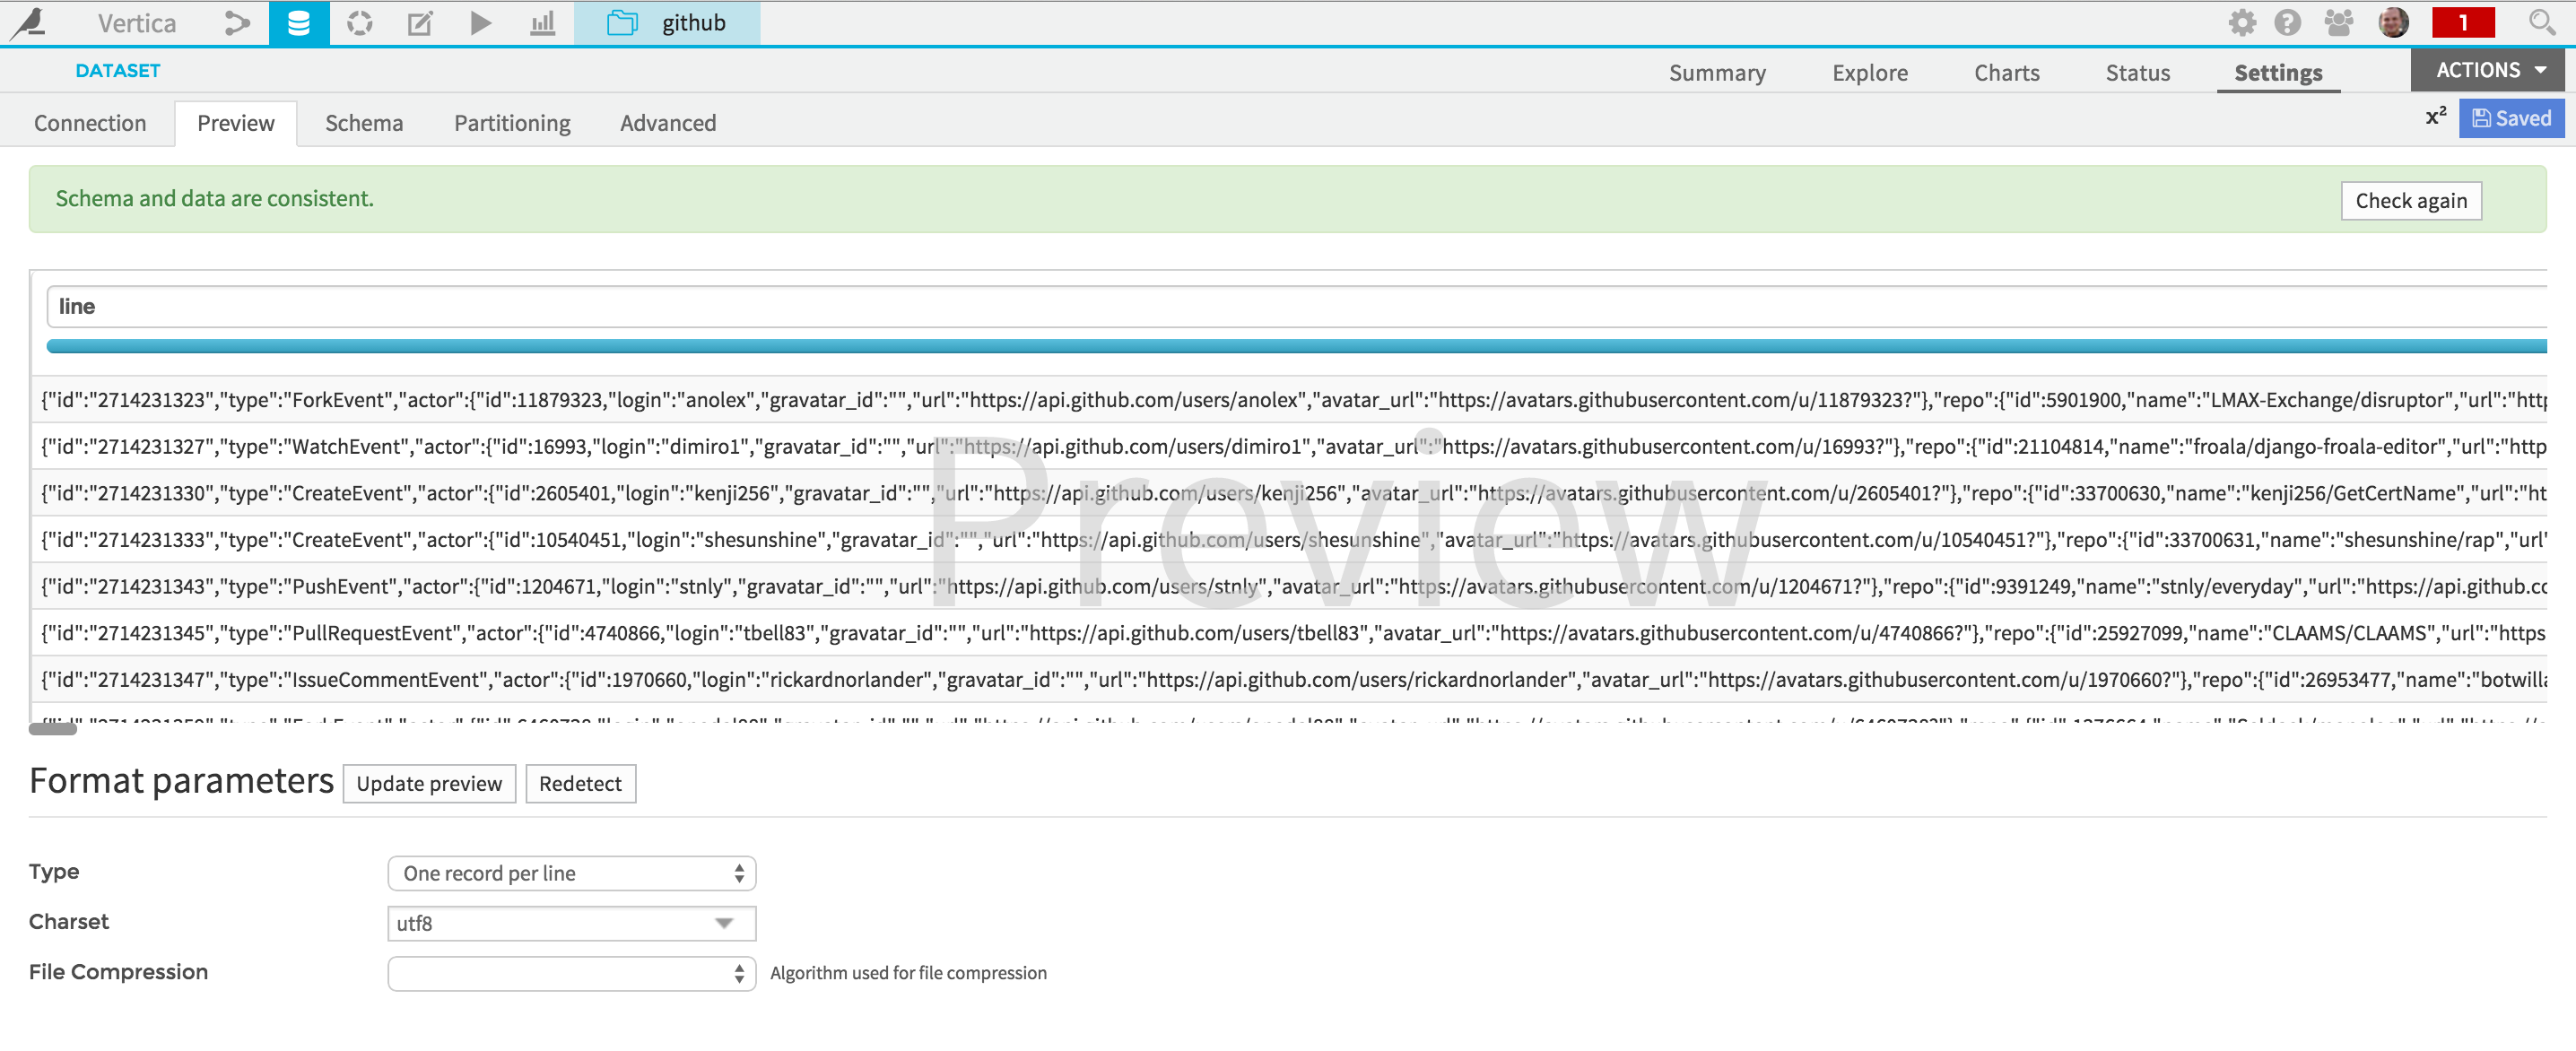 Vertica github 1
DATASET Summary Explore Charts Status Settings ACTIONS
Connection Preview Schema Partitioning Advanced x² Saved
Schema and data are consistent. Check again
line
{"id":"2714231323","type":"ForkEvent","actor":{"id":11879323,"login":"anolex","gravatar_id":"","url":"https://api.github.com/users/anolex","avatar_url":"https://avatars.githubusercontent.com/u/11879323?"},"repo":{"id":5901900,"name":"LMAX-Exchange/disruptor","url":"http
{"id":"2714231327","type":"WatchEvent","actor":{"id":16993,"login":"dimiro1","gravatar_id":"","url":"https://api.github.com/users/dimiro1","avatar_url":"https://avatars.githubusercontent.com/u/16993?"},"repo":{"id":21104814,"name":"froala/django-froala-editor","url":"http
{"id":"2714231330","type":"CreateEvent","actor":{"id":2605401,"login":"kenji256","gravatar_id":"","url":"https://api.github.com/users/kenji256","avatar_url":"https://avatars.githubusercontent.com/u/2605401?"},"repo":{"id":33700630,"name":"kenji256/GetCertName","url":"ht
{"id":"2714231333","type":"CreateEvent","actor":{"id":10540451,"login":"shesunshine","gravatar_id":"","url":"https://api.github.com/users/shesunshine","avatar_url":"https://avatars.githubusercontent.com/u/10540451?"},"repo":{"id":33700631,"name":"shesunshine/rap","url"
{"id":"2714231343","type":"PushEvent","actor":{"id":1204671,"login":"stnly","gravatar_id":"","url":"https://api.github.com/users/stnly","avatar_url":"https://avatars.githubusercontent.com/u/1204671?"},"repo":{"id":9391249,"name":"stnly/everyday","url":"https://api.github.co
{"id":"2714231345","type":"PullRequestEvent","actor":{"id":4740866,"login":"tbell83","gravatar_id":"","url":"https://api.github.com/users/tbell83","avatar_url":"https://avatars.githubusercontent.com/u/4740866?"},"repo":{"id":25927099,"name":"CLAAMS/CLAAMS","url":"https
{"id":"2714231347","type":"IssueCommentEvent","actor":{"id":1970660,"login":"rickardnorlander","gravatar_id":"","url":"https://api.github.com/users/rickardnorlander","avatar_url":"https://avatars.githubusercontent.com/u/1970660?"},"repo":{"id":26953477,"name":"botwilla
Preview
Format parameters Update preview Redetect
Type One record per line
Charset utf8
File Compression Algorithm used for file compression